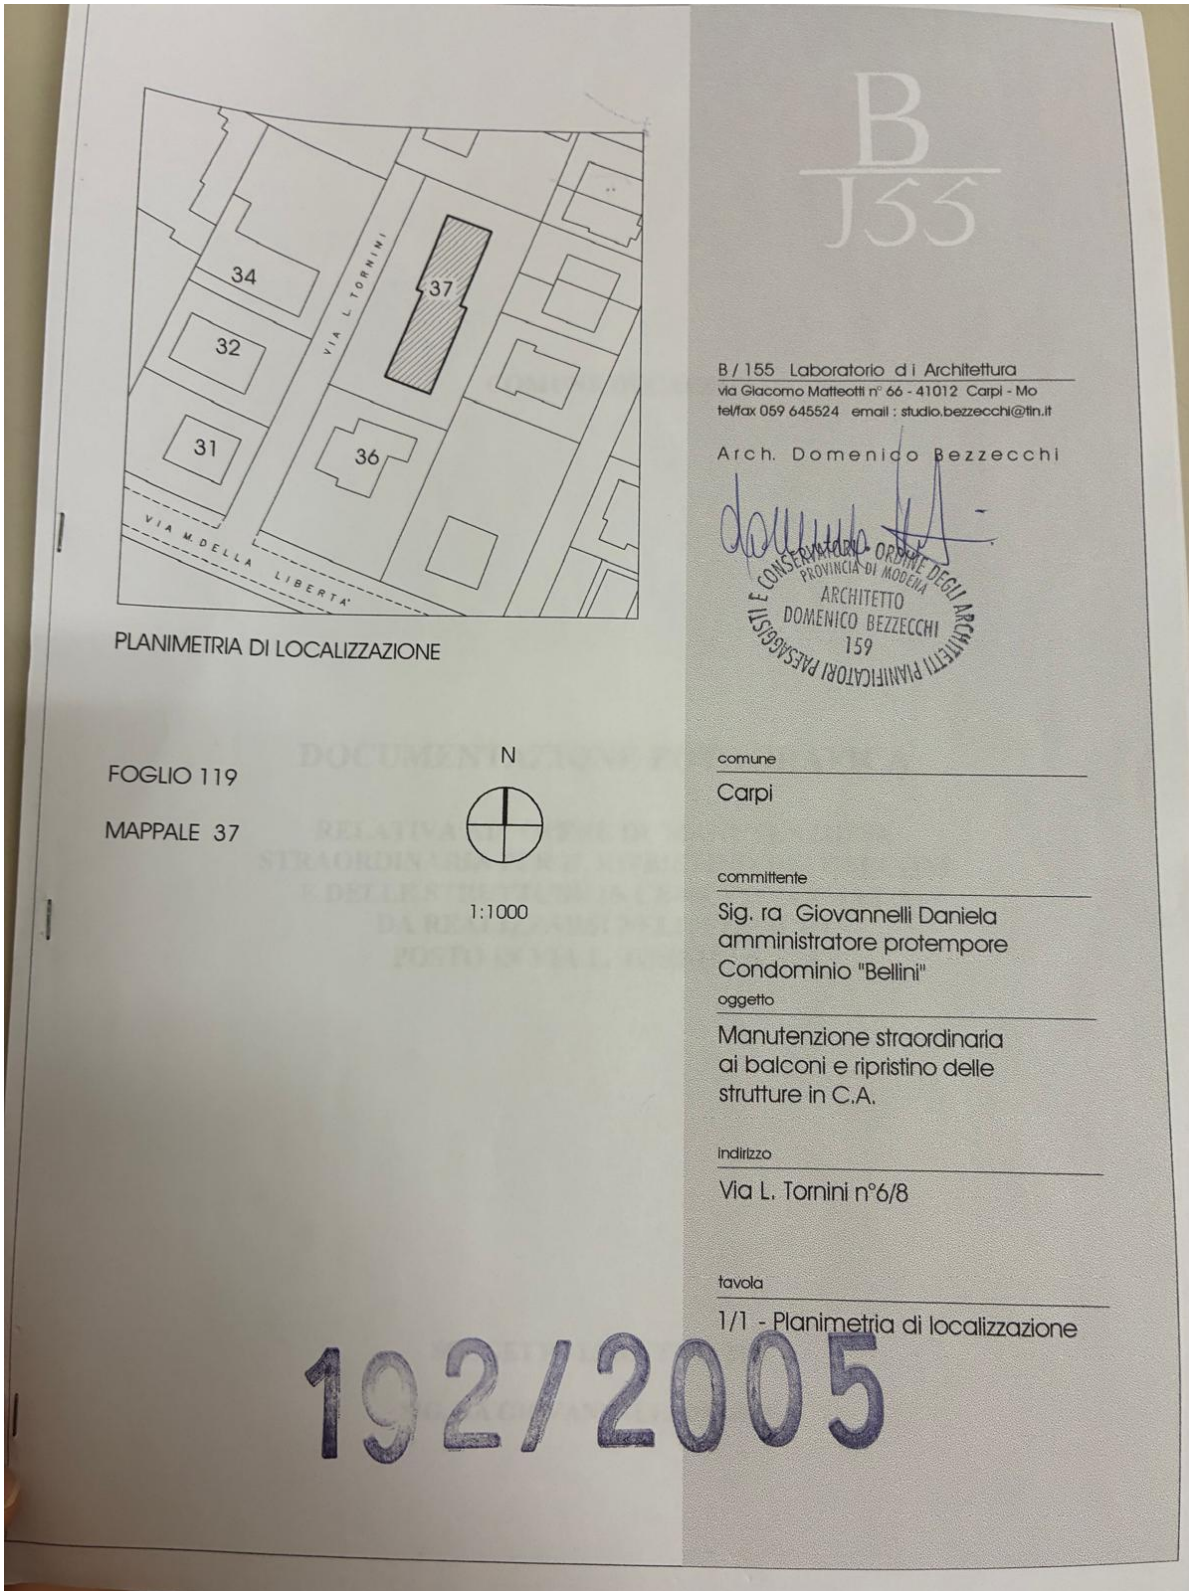 34
32
31
36
37
VIA L. TORNINI
VIA M. DELLA LIBERTA'
PLANIMETRIA DI LOCALIZZAZIONE
FOGLIO 119
MAPPALE 37
N
1:1000
B
155
B / 155 Laboratorio d i Architettura
via Giacomo Matteotti n° 66 - 41012 Carpi - Mo
tel/fax 059 645524 email : studio.bezzecchi@tin.it
Arch. Domenico Bezzecchi
ORDINE DEGLI ARCHITETTI PIANIFICATORI PAESAGGISTI E CONSERVATORI
PROVINCIA DI MODENA
ARCHITETTO
DOMENICO BEZZECCHI
159
comune
Carpi
committente
Sig. ra Giovannelli Daniela
amministratore protempore
Condominio "Bellini"
oggetto
Manutenzione straordinaria
ai balconi e ripristino delle
strutture in C.A.
indirizzo
Via L. Tornini n°6/8
tavola
1/1 - Planimetria di localizzazione
192/2005